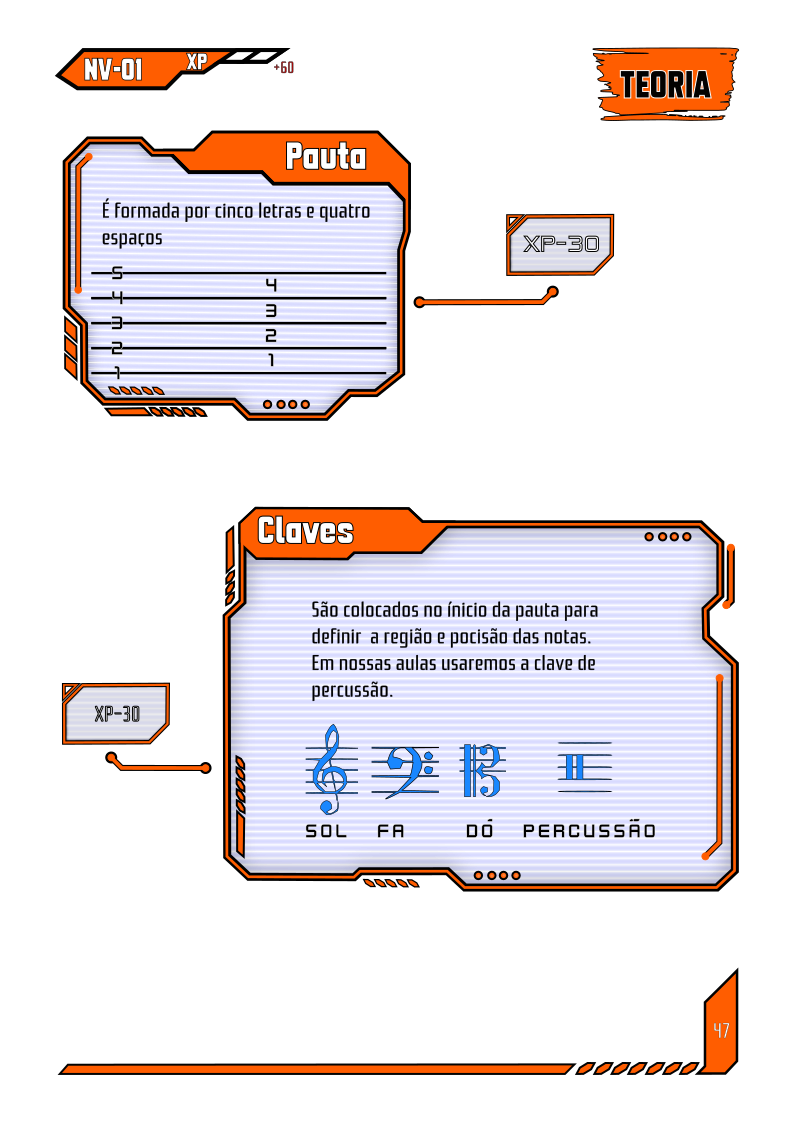 NV-01
XP
+60
TEORIA
Pauta
É formada por cinco letras e quatro
espaços
5
4
4
3
3
2
2
1
1
XP-30
Claves
São colocados no ínicio da pauta para
definir a região e pocisão das notas.
Em nossas aulas usaremos a clave de
percussão.
XP-30
SOL FA DÓ PERCUSSÃO
47